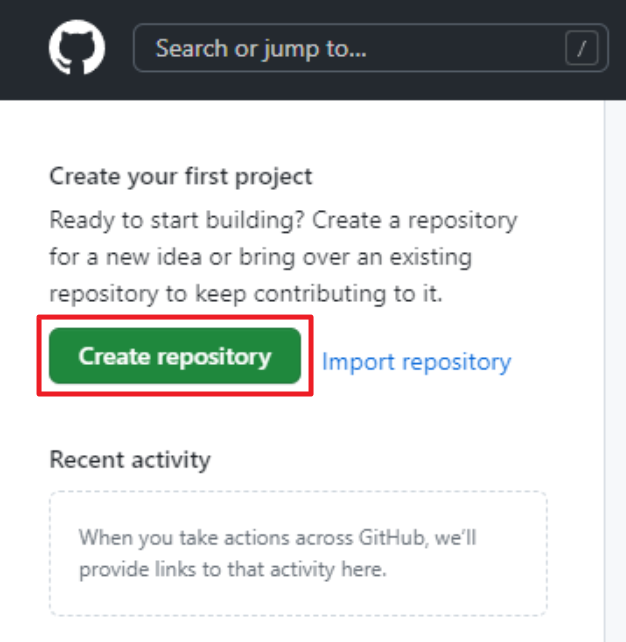 Search or jump to...
/
Create your first project
Ready to start building? Create a repository
for a new idea or bring over an existing
repository to keep contributing to it.
Create repository
Import repository
Recent activity
When you take actions across GitHub, we'll
provide links to that activity here.